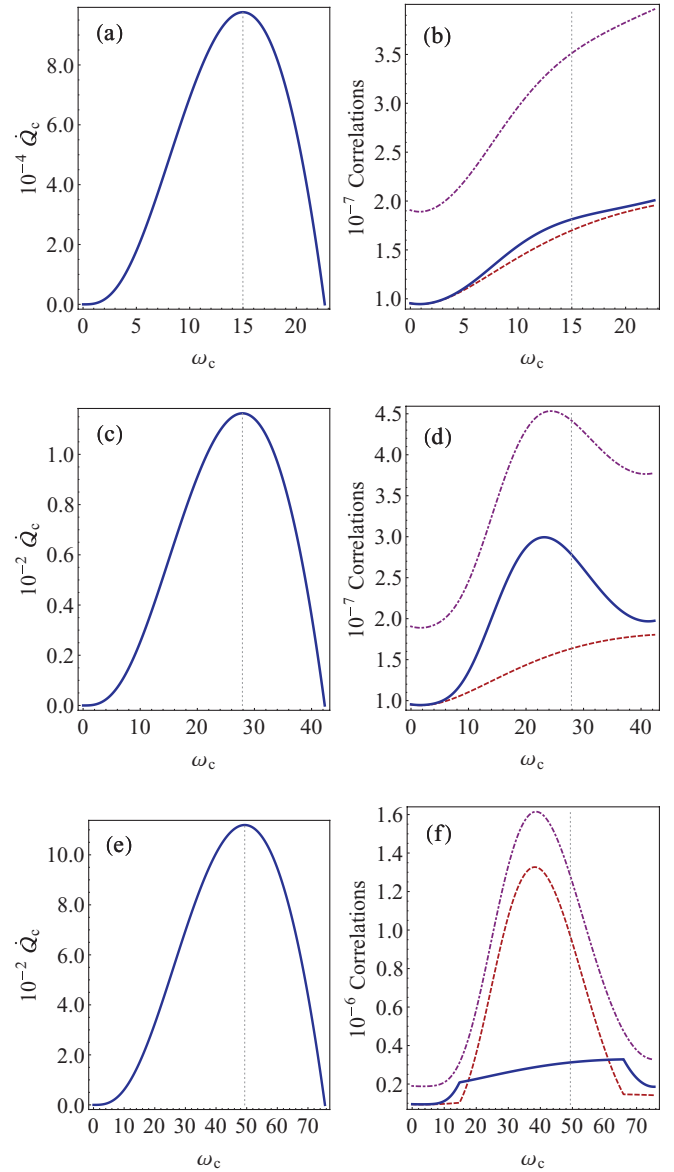 (a)
10⁻⁴ Q̇c
8.0
6.0
4.0
2.0
0.0
0 5 10 15 20
ωc
(b)
10⁻⁷ Correlations
3.5
3.0
2.5
2.0
1.5
1.0
0 5 10 15 20
ωc
(c)
10⁻² Q̇c
1.0
0.8
0.6
0.4
0.2
0.0
0 10 20 30 40
ωc
(d)
10⁻⁷ Correlations
4.5
4.0
3.5
3.0
2.5
2.0
1.5
1.0
0 10 20 30 40
ωc
(e)
10⁻² Q̇c
10.0
8.0
6.0
4.0
2.0
0.0
0 10 20 30 40 50 60 70
ωc
(f)
10⁻⁶ Correlations
1.6
1.4
1.2
1.0
0.8
0.6
0.4
0.2
0 10 20 30 40 50 60 70
ωc